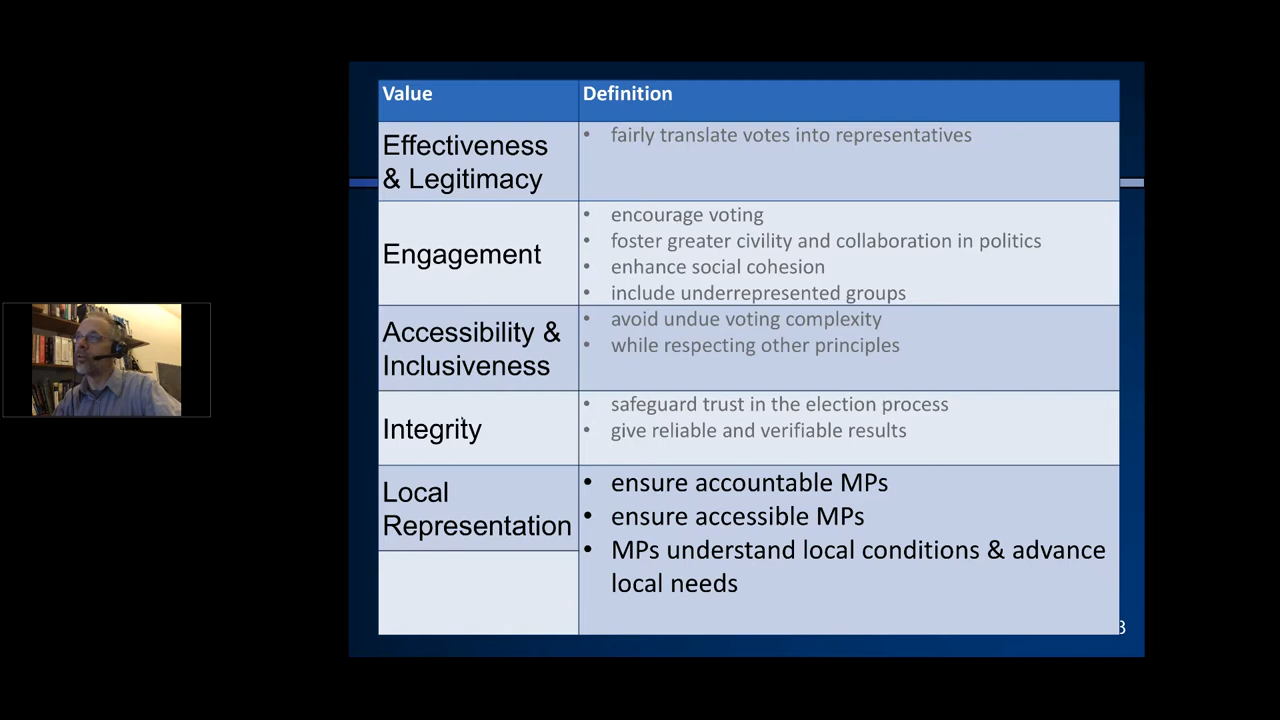 Value
Definition
Effectiveness
& Legitimacy
• fairly translate votes into representatives
Engagement
• encourage voting
• foster greater civility and collaboration in politics
• enhance social cohesion
• include underrepresented groups
Accessibility &
Inclusiveness
• avoid undue voting complexity
• while respecting other principles
Integrity
• safeguard trust in the election process
• give reliable and verifiable results
Local
Representation
• ensure accountable MPs
• ensure accessible MPs
• MPs understand local conditions & advance
local needs
3